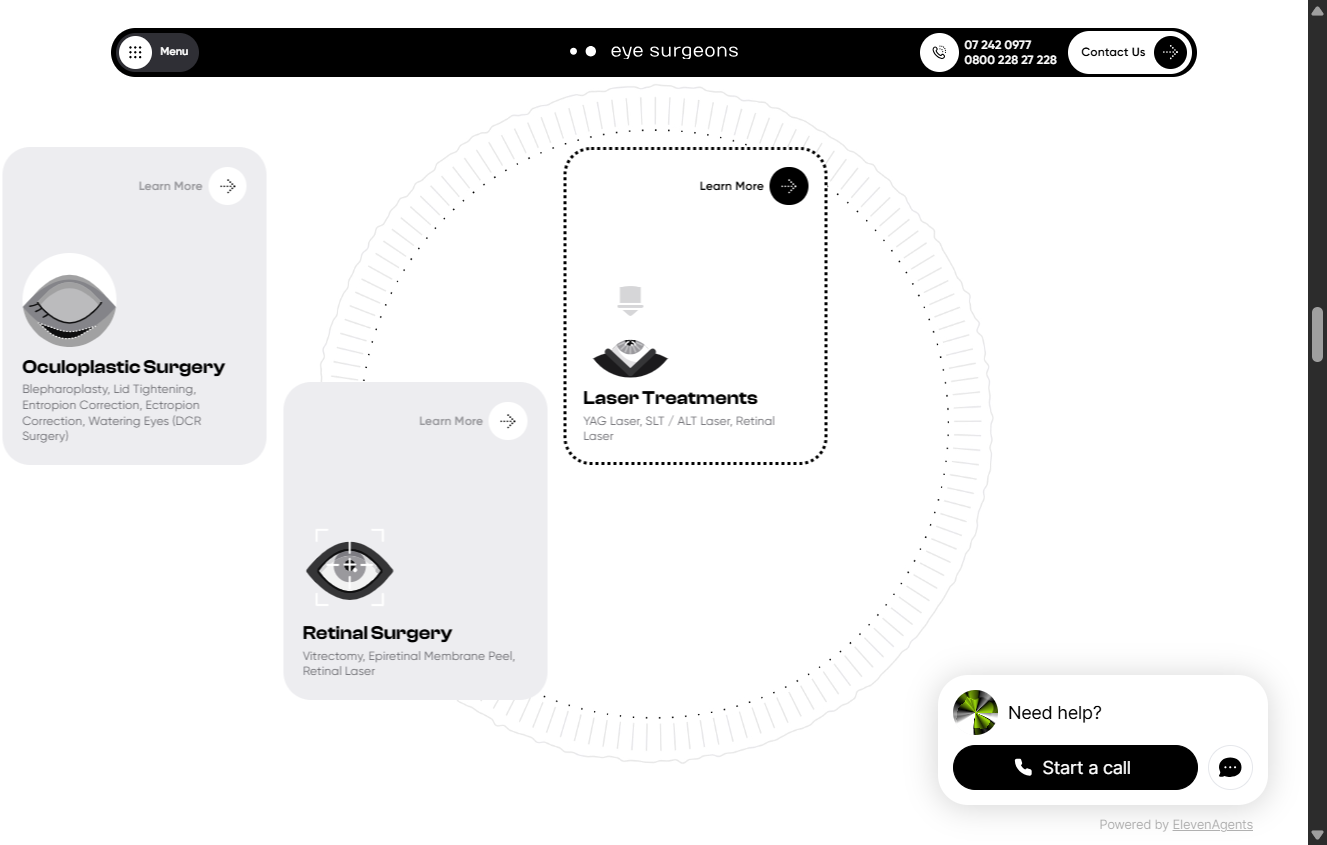 Menu
eye surgeons
07 242 0977
0800 228 27 228
Contact Us
Learn More
Oculoplastic Surgery
Blepharoplasty, Lid Tightening,
Entropion Correction, Ectropion
Correction, Watering Eyes (DCR
Surgery)
Learn More
Retinal Surgery
Vitrectomy, Epiretinal Membrane Peel,
Retinal Laser
Learn More
Laser Treatments
YAG Laser, SLT / ALT Laser, Retinal
Laser
Need help?
Start a call
Powered by ElevenAgents